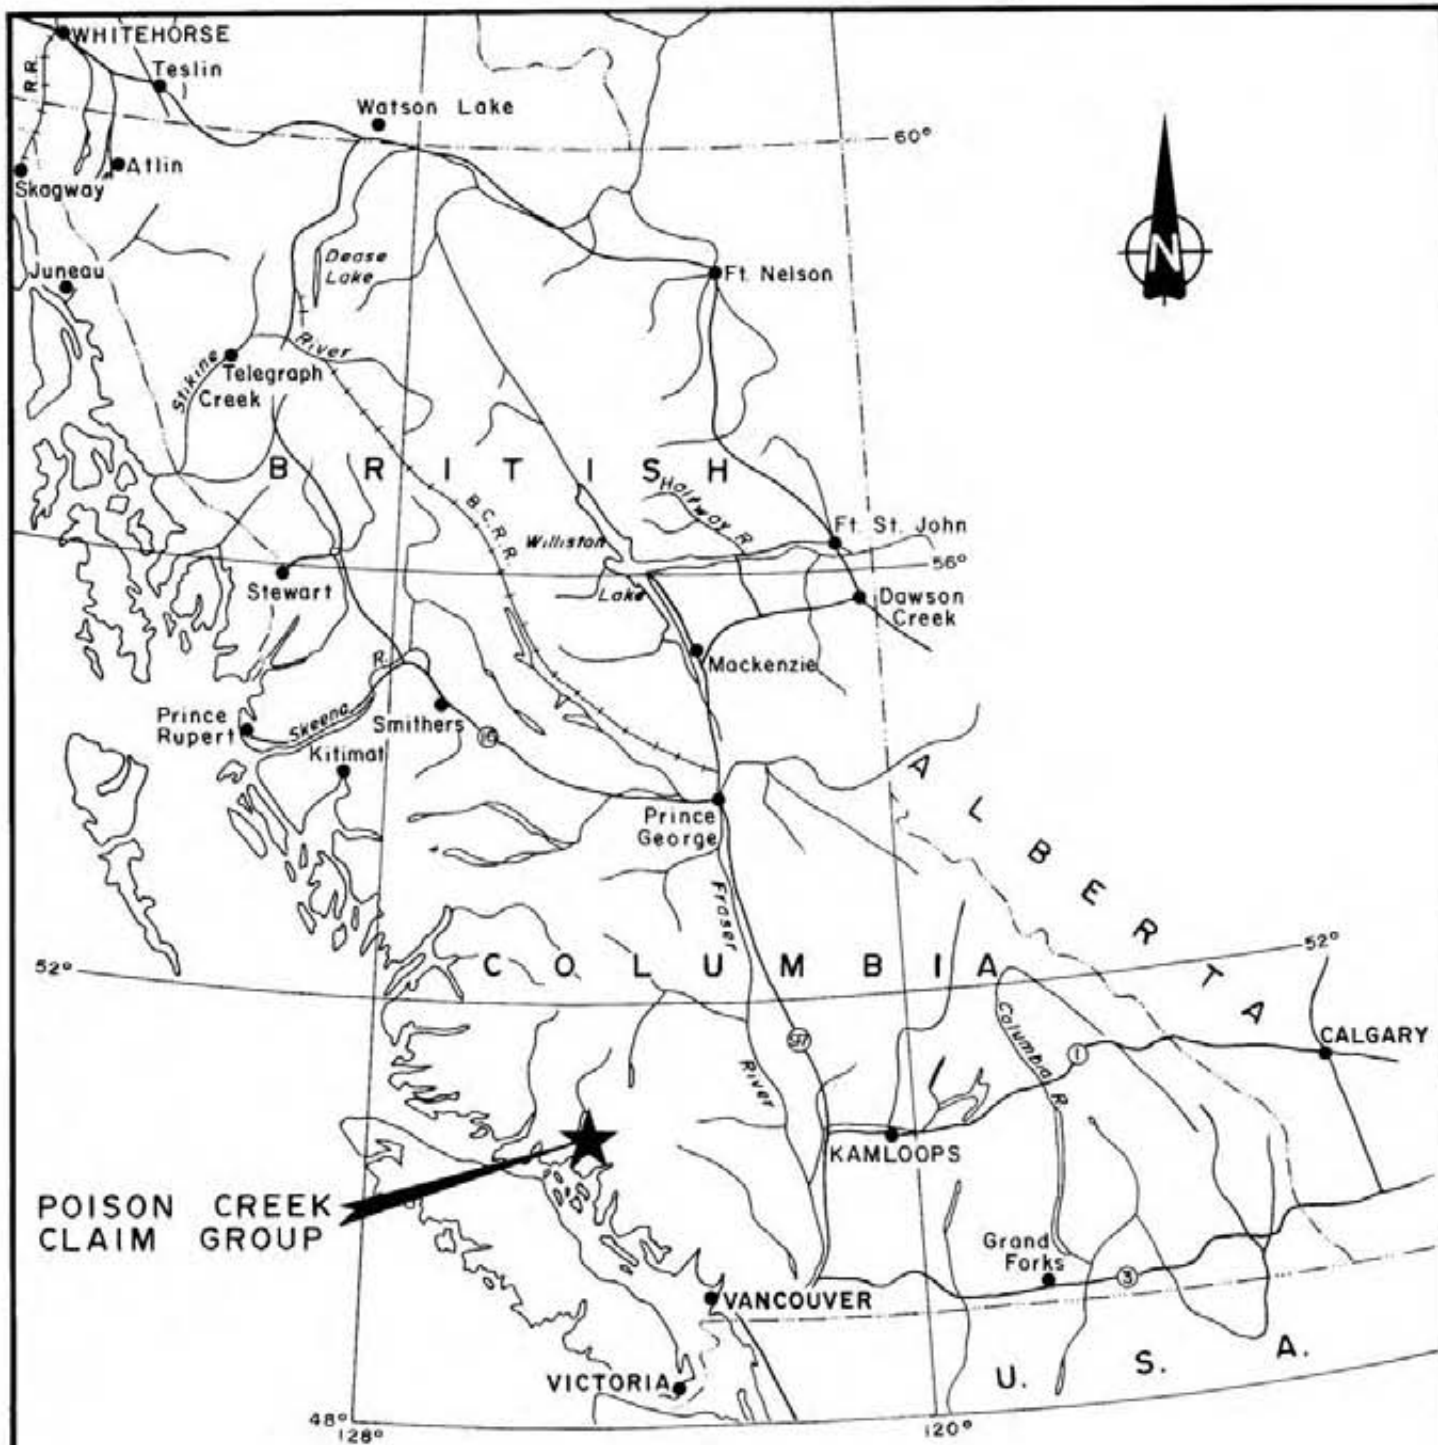 WHITEHORSE
R.R.
Teslin
Watson Lake
60°
Atlin
Skagway
N
Dease
Lake
Juneau
Ft. Nelson
River
Stikine
Telegraph
Creek
B R I T I S H
Halfway R.
B.C.R.R.
Ft. St. John
Williston
56°
Stewart
Lake
Dawson
Creek
Mackenzie
R.
Skeena
Prince
Rupert
Smithers
16
Kitimat
A L B E R T A
Prince
George
Fraser
52°
C O L U M B I A
52°
Columbia R.
97
1
CALGARY
River
KAMLOOPS
POISON CREEK
CLAIM GROUP
Grand
Forks
3
VANCOUVER
U. S. A.
VICTORIA
48°
128°
120°